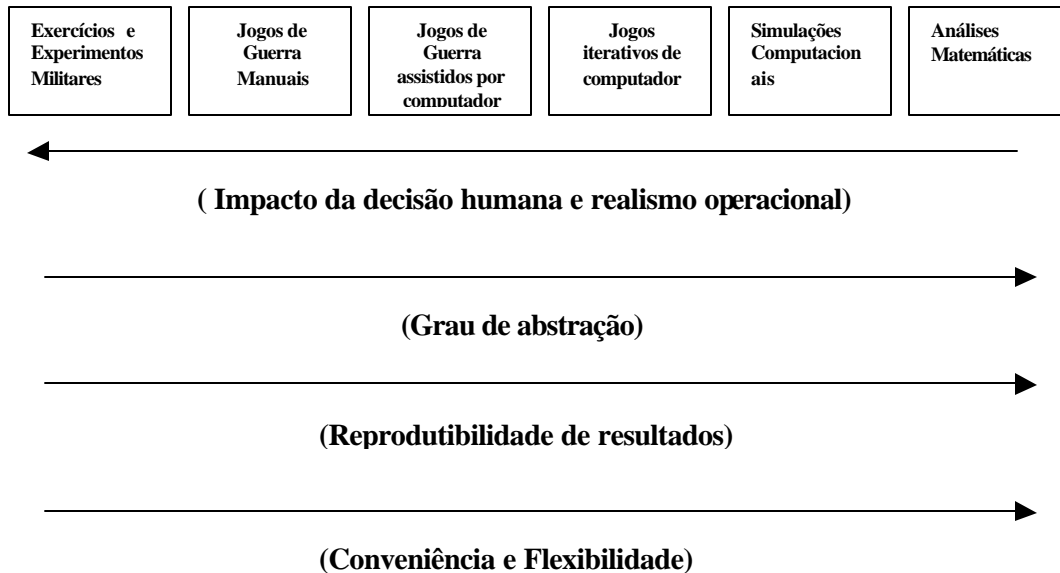 Exercícios e
Experimentos
Militares
Jogos de
Guerra
Manuais
Jogos de
Guerra
assistidos por
computador
Jogos
iterativos de
computador
Simulações
Computacion
ais
Análises
Matemáticas
( Impacto da decisão humana e realismo operacional)
(Grau de abstração)
(Reprodutibilidade de resultados)
(Conveniência e Flexibilidade)